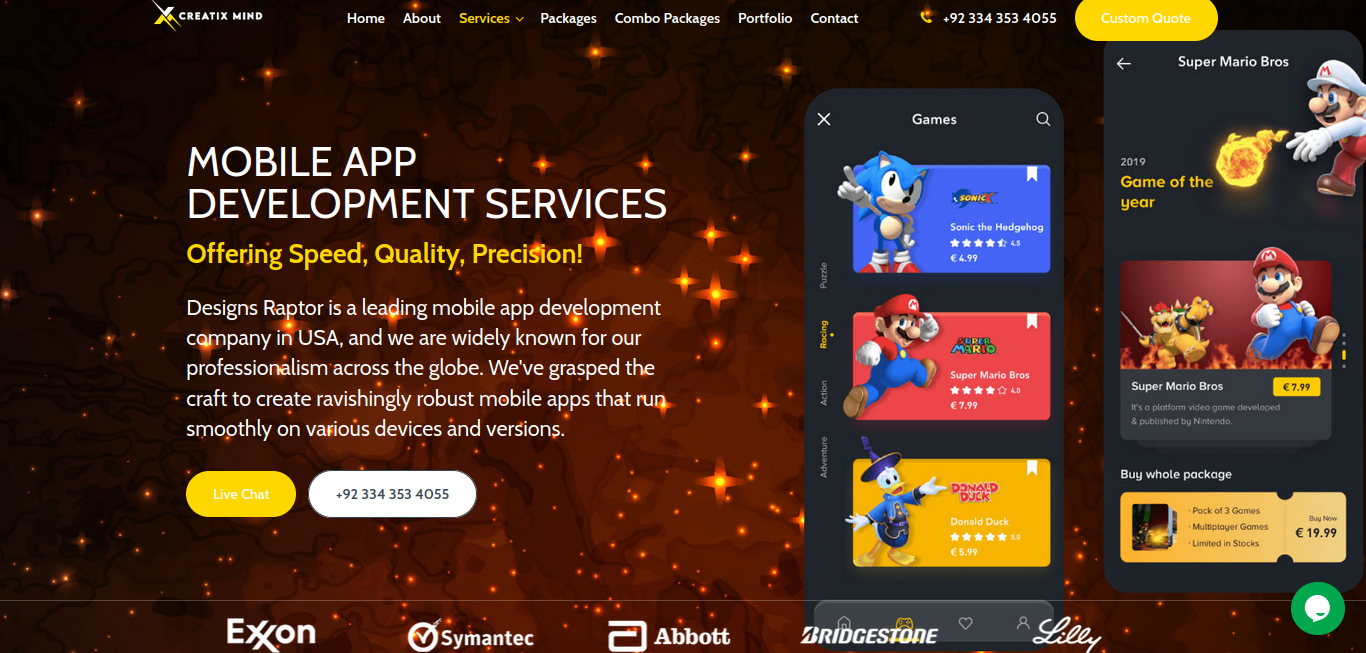 CREATIX MIND
Home About Services Packages Combo Packages Portfolio Contact +92 334 353 4055 Custom Quote
MOBILE APP
DEVELOPMENT SERVICES
Offering Speed, Quality, Precision!
Designs Raptor is a leading mobile app development
company in USA, and we are widely known for our
professionalism across the globe. We've grasped the
craft to create ravishingly robust mobile apps that run
smoothly on various devices and versions.
Live Chat +92 334 353 4055
Games
Puzzle
Racing
Action
Adventure
SONIC X
Sonic the Hedgehog
4.5
€ 4.99
SUPER
MARIO
Super Mario Bros
4.0
€ 7.99
DONALD
DUCK
Donald Duck
5.0
€ 5.99
Super Mario Bros
2019
Game of the
year
Super Mario Bros € 7.99
It's a platform video game developed
& published by Nintendo.
Buy whole package
· Pack of 3 Games
· Multiplayer Games
· Limited in Stocks
Buy Now
€ 19.99
Exxon Symantec Abbott BRIDGESTONE Lilly